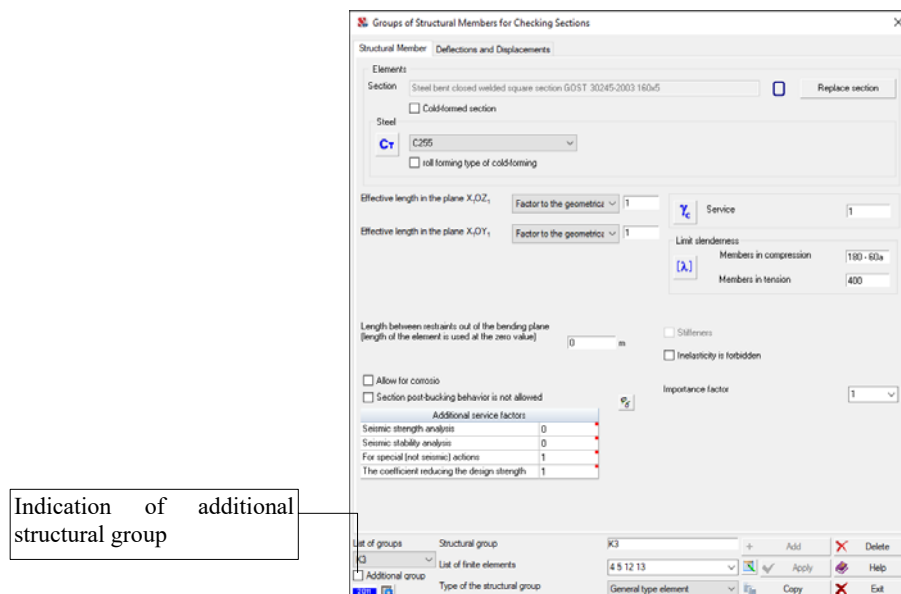 Groups of Structural Members for Checking Sections
Structural Member Deflections and Displacements
Elements
Section Steel bent closed welded square section GOST 30245-2003 160x5 Replace section
Cold-formed section
Steel
Ст C255
roll forming type of cold-forming
Effective length in the plane X₁OZ₁ Factor to the geometrica 1
γc Service 1
Effective length in the plane X₁OY₁ Factor to the geometrica 1
Limit slenderness
[λ] Members in compression 180 - 60a
Members in tension 400
Length between restraints out of the bending plane
(length of the element is used at the zero value) 0 m
Stiffeners
Inelasticity is forbidden
Allow for corrosio
Section post-bucking behavior is not allowed
Importance factor 1
Additional service factors
Seismic strength analysis 0
Seismic stability analysis 0
For special (not seismic) actions 1
The coefficient reducing the design strength 1
Indication of additional
structural group
List of groups Structural group K3 Add Delete
K3 List of finite elements 4 5 12 13 Apply Help
Additional group
Type of the structural group General type element Copy Exit